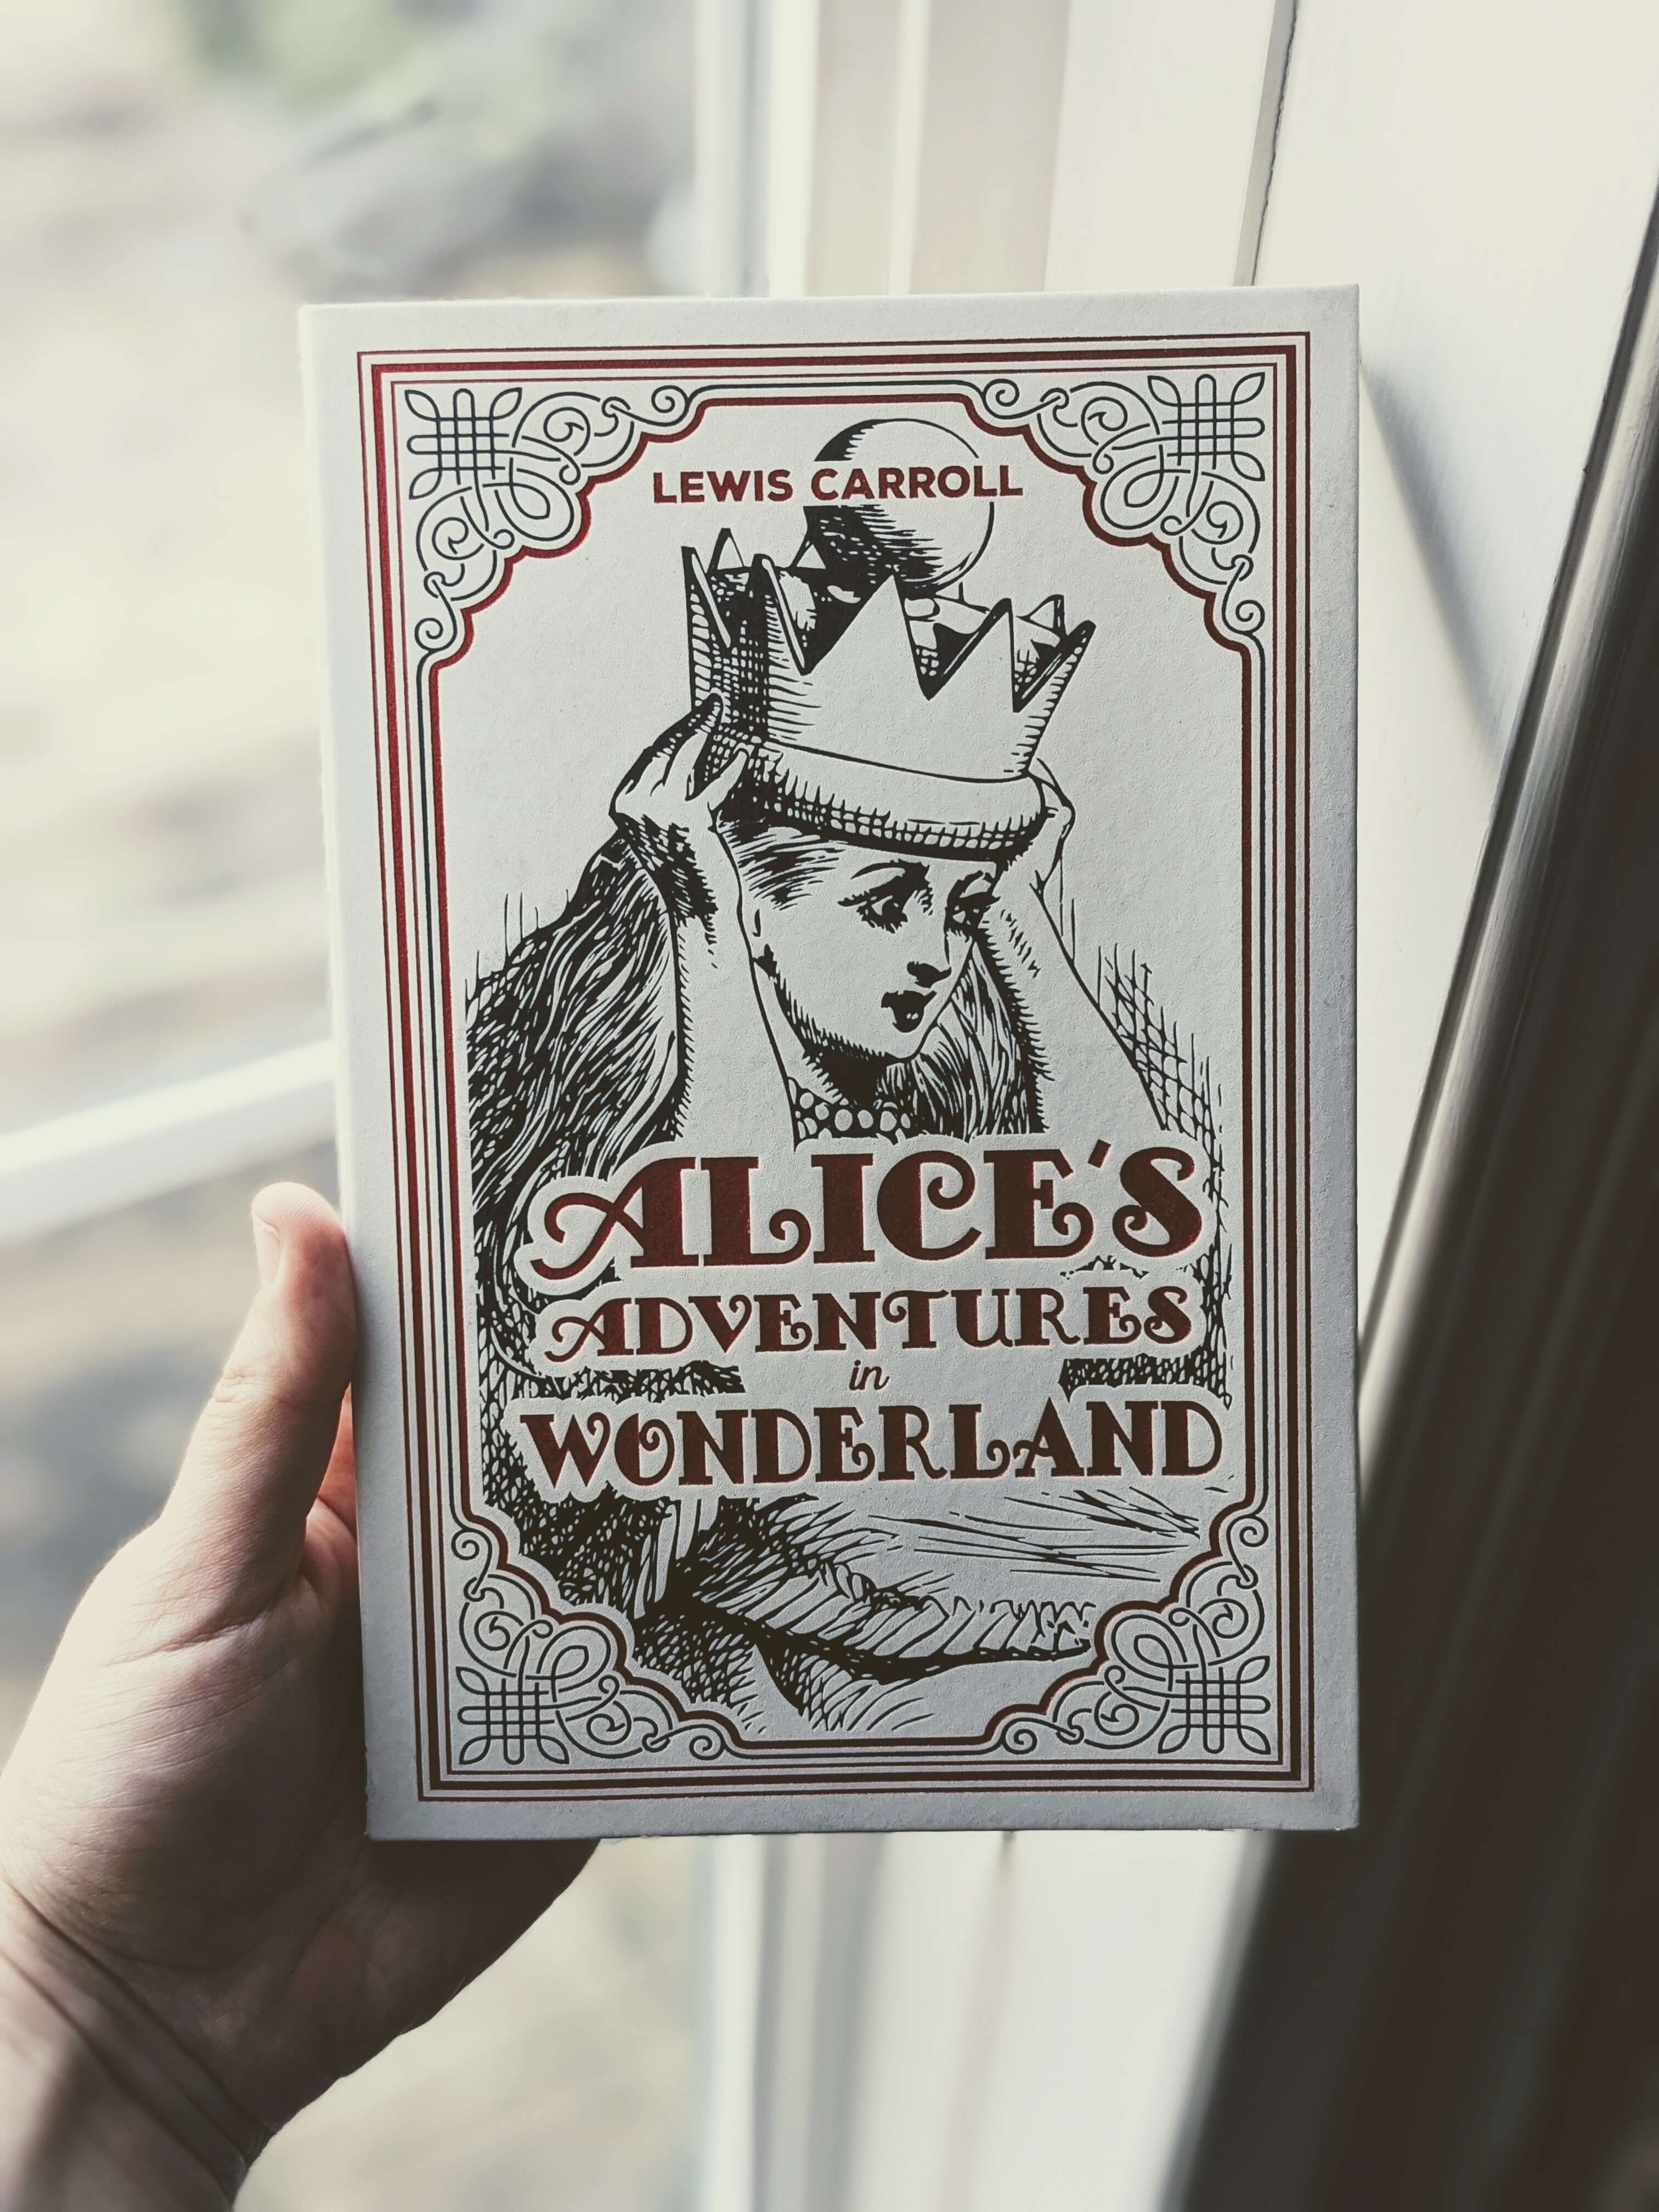 LEWIS CARROLL
ALICE'S
ADVENTURES
in
WONDERLAND